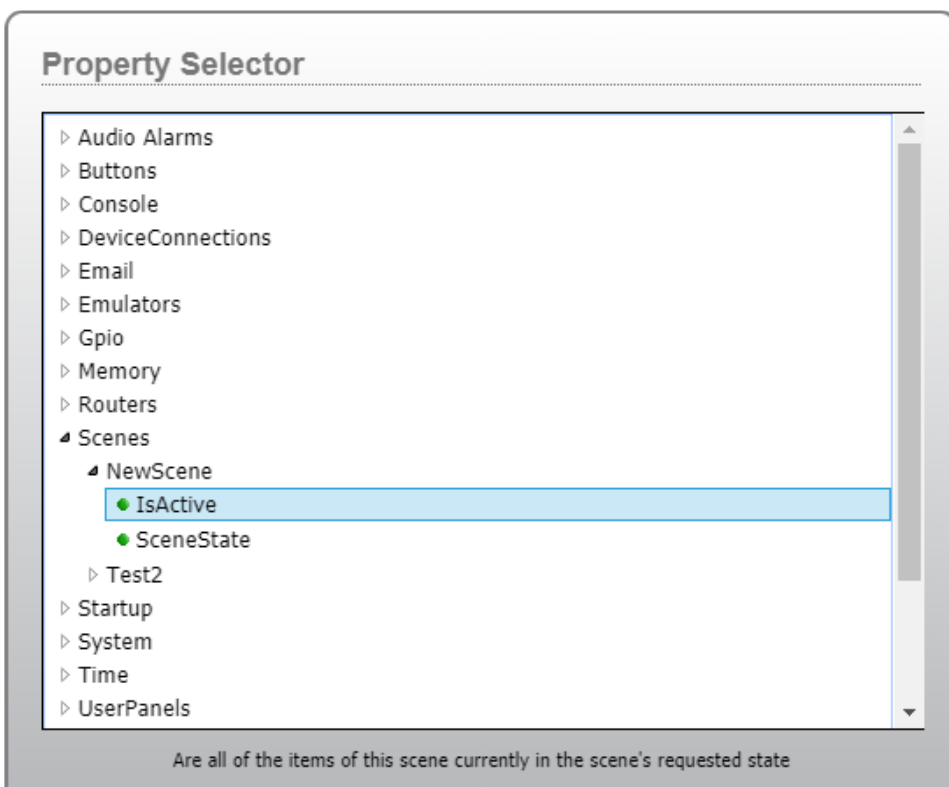 Property Selector
Audio Alarms
Buttons
Console
DeviceConnections
Email
Emulators
Gpio
Memory
Routers
Scenes
NewScene
IsActive
SceneState
Test2
Startup
System
Time
UserPanels
Are all of the items of this scene currently in the scene's requested state